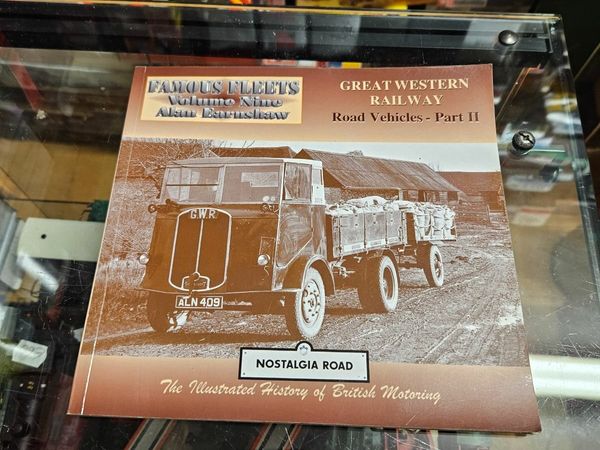 FAMOUS FLEETS
Volume Nine
Alan Earnshaw
GREAT WESTERN
RAILWAY
Road Vehicles - Part II
G.W.R.
ALN 409
NOSTALGIA ROAD
The Illustrated History of British Motoring